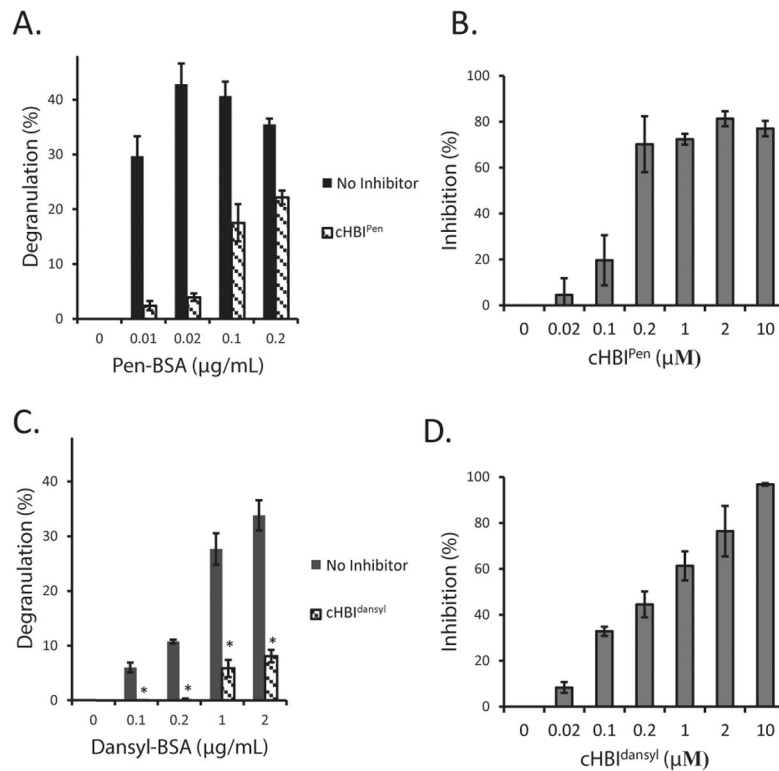 A.
Degranulation (%)
40
30
20
10
0
0 0.01 0.02 0.1 0.2
Pen-BSA (µg/mL)
No Inhibitor
cHBIᴾᵉⁿ
B.
Inhibition (%)
100
80
60
40
20
0
0 0.02 0.1 0.2 1 2 10
cHBIᴾᵉⁿ (µM)
C.
Degranulation (%)
40
30
20
10
0
* * * *
0 0.1 0.2 1 2
Dansyl-BSA (µg/mL)
No Inhibitor
cHBIᵈᵃⁿˢʸˡ
D.
Inhibition (%)
100
80
60
40
20
0
0 0.02 0.1 0.2 1 2 10
cHBIᵈᵃⁿˢʸˡ (µM)